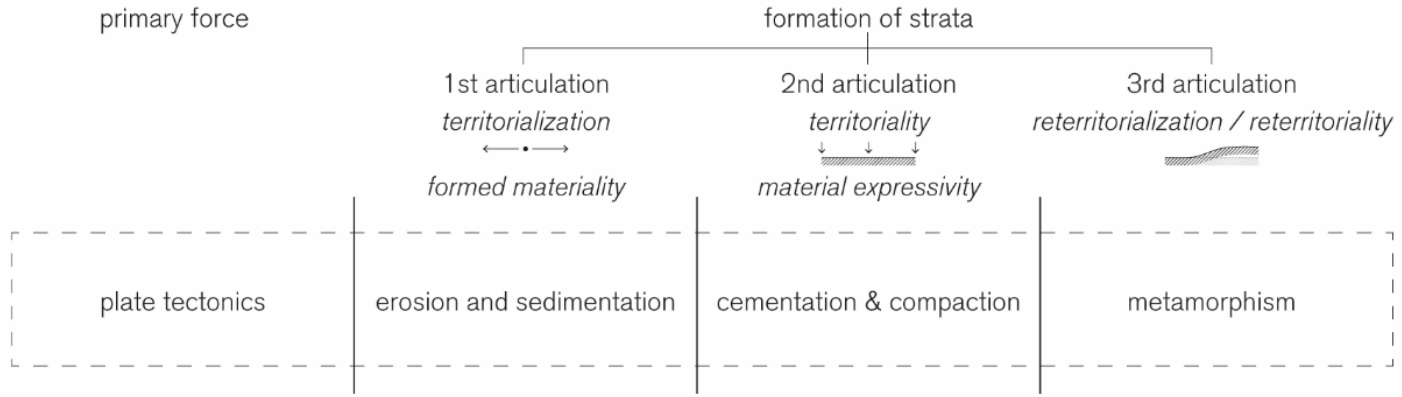 primary force
formation of strata
1st articulation
territorialization
formed materiality
2nd articulation
territoriality
material expressivity
3rd articulation
reterritorialization / reterritoriality
plate tectonics
erosion and sedimentation
cementation & compaction
metamorphism